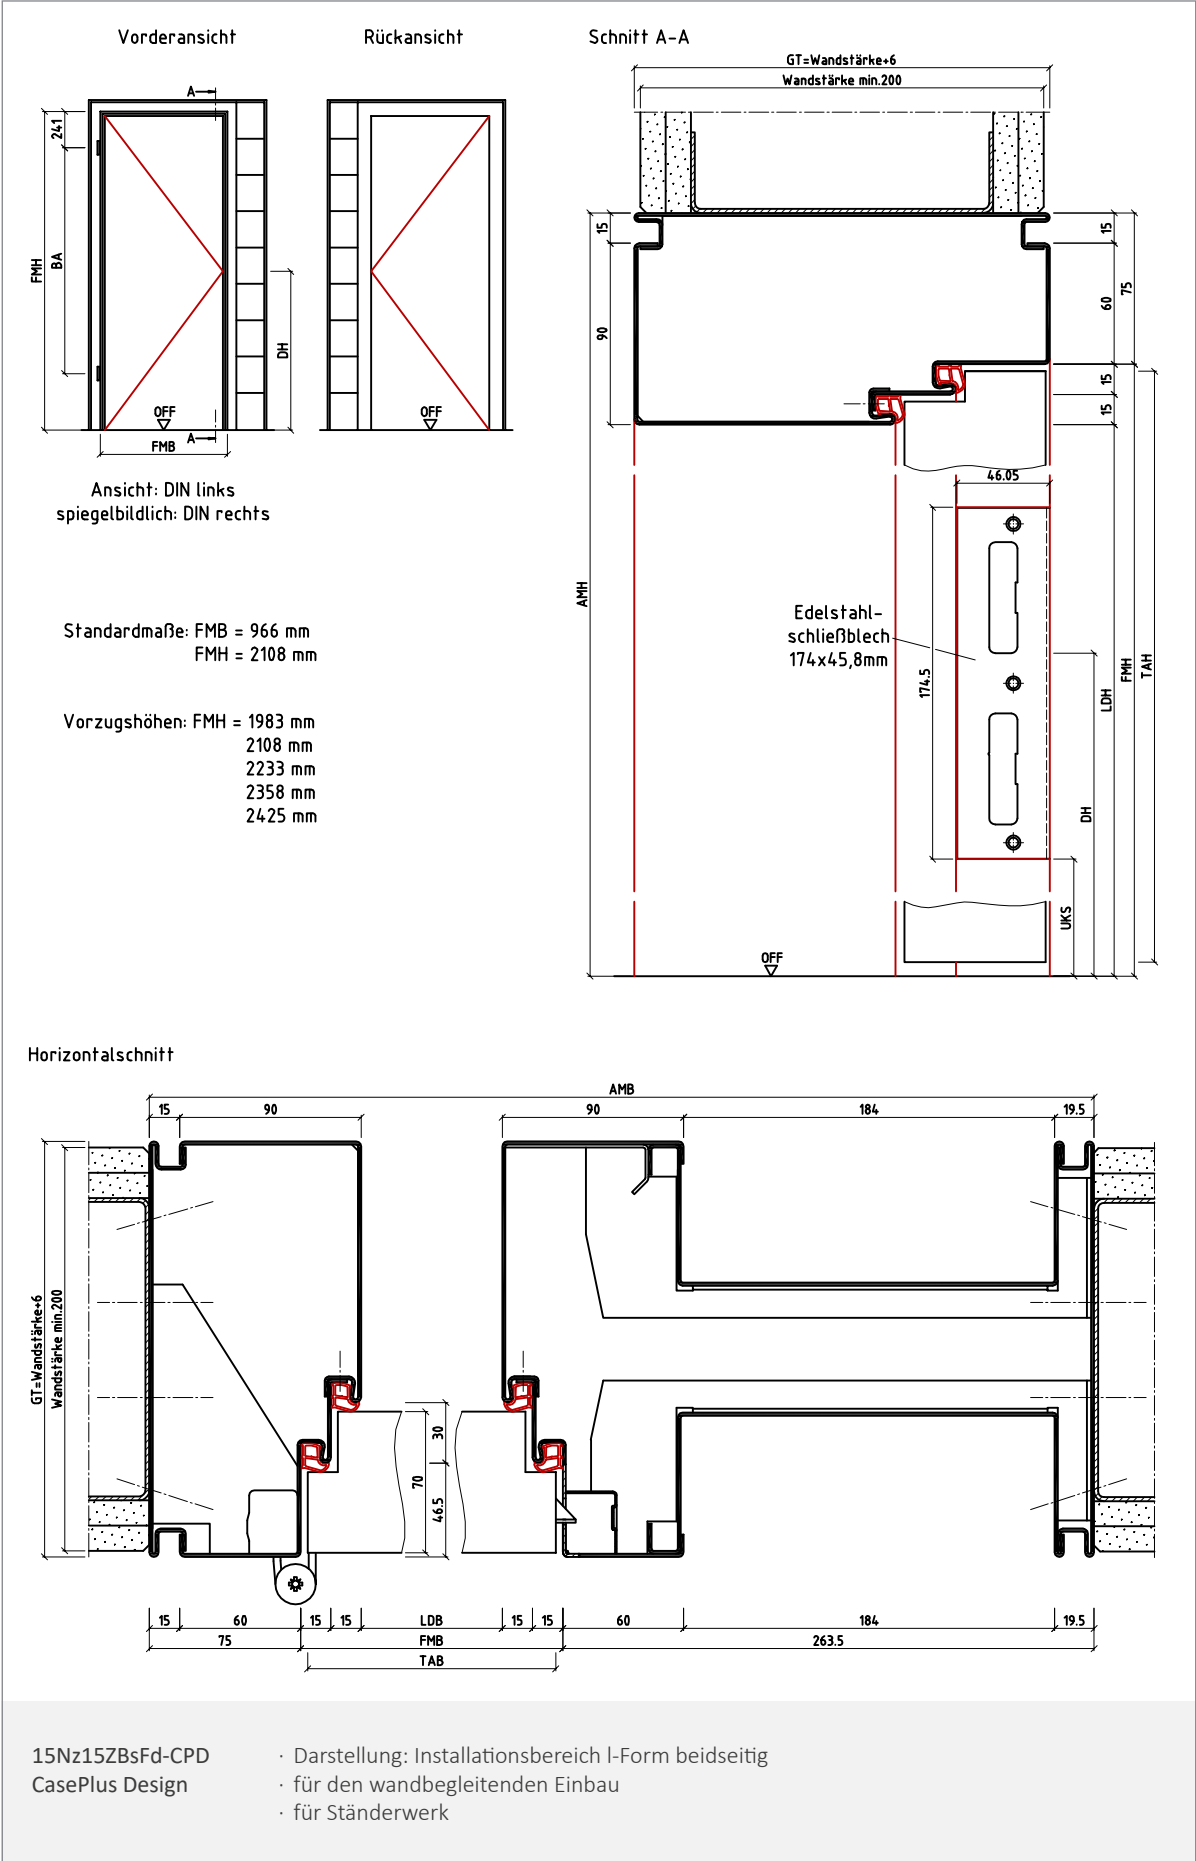 Vorderansicht
Rückansicht
Schnitt A-A
GT=Wandstärke+6
Wandstärke min.200
A
241
FMH
BA
DH
OFF
OFF
A
FMB
Ansicht: DIN links
spiegelbildlich: DIN rechts
15
90
15
60
75
15
15
46.05
AMH
Edelstahl-
schließblech
174x45,8mm
174.5
LDH
FMH
TAH
DH
UKS
OFF
Standardmaße: FMB = 966 mm
FMH = 2108 mm
Vorzugshöhen: FMH = 1983 mm
2108 mm
2233 mm
2358 mm
2425 mm
Horizontalschnitt
AMB
15
90
90
184
19.5
GT=Wandstärke+6
Wandstärke min.200
30
70
46.5
15
60
15
15
LDB
15
15
60
184
19.5
75
FMB
263.5
TAB
15Nz15ZBsFd-CPD
CasePlus Design
· Darstellung: Installationsbereich I-Form beidseitig
· für den wandbegleitenden Einbau
· für Ständerwerk